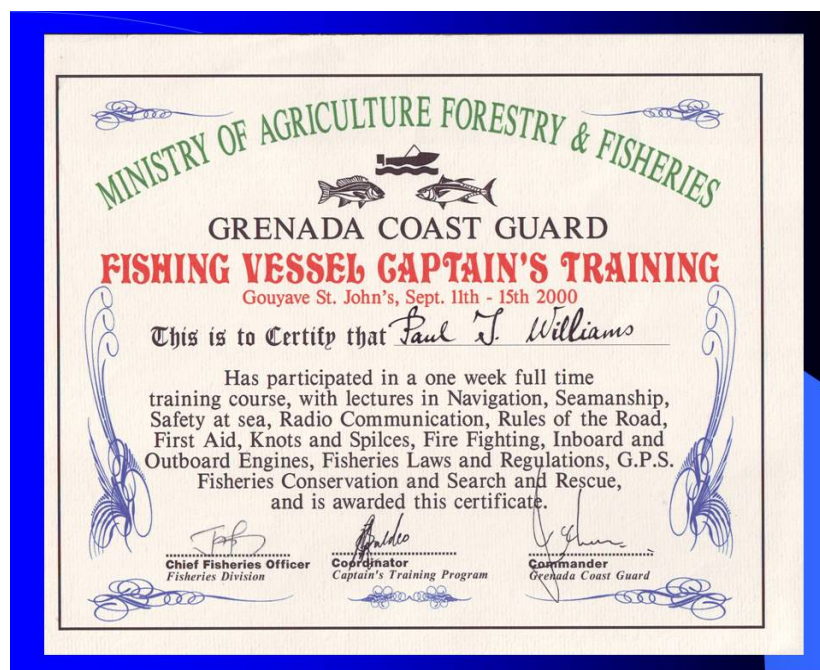 MINISTRY OF AGRICULTURE FORESTRY & FISHERIES
GRENADA COAST GUARD
FISHING VESSEL CAPTAIN'S TRAINING
Gouyave St. John's, Sept. 11th - 15th 2000
This is to Certify that Paul J. Williams
Has participated in a one week full time
training course, with lectures in Navigation, Seamanship,
Safety at sea, Radio Communication, Rules of the Road,
First Aid, Knots and Spilces, Fire Fighting, Inboard and
Outboard Engines, Fisheries Laws and Regulations, G.P.S.
Fisheries Conservation and Search and Rescue,
and is awarded this certificate.
Chief Fisheries Officer
Fisheries Division
Coordinator
Captain's Training Program
Commander
Grenada Coast Guard